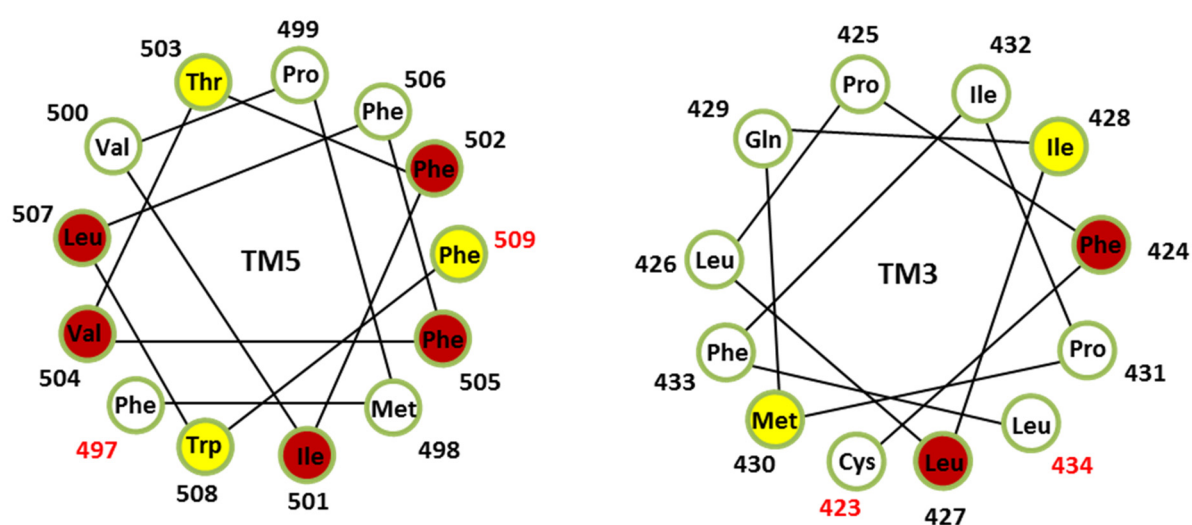 499
503
Pro
506
Thr
500
Phe
502
Val
Phe
507
509
Leu
Phe
TM5
Val
Phe
504
505
Phe
Met
497
Trp
Ile
498
508
501
425
432
Pro
Ile
429
428
Gln
Ile
Phe
424
426
Leu
TM3
Phe
Pro
433
431
Met
Leu
430
Cys
Leu
434
423
427